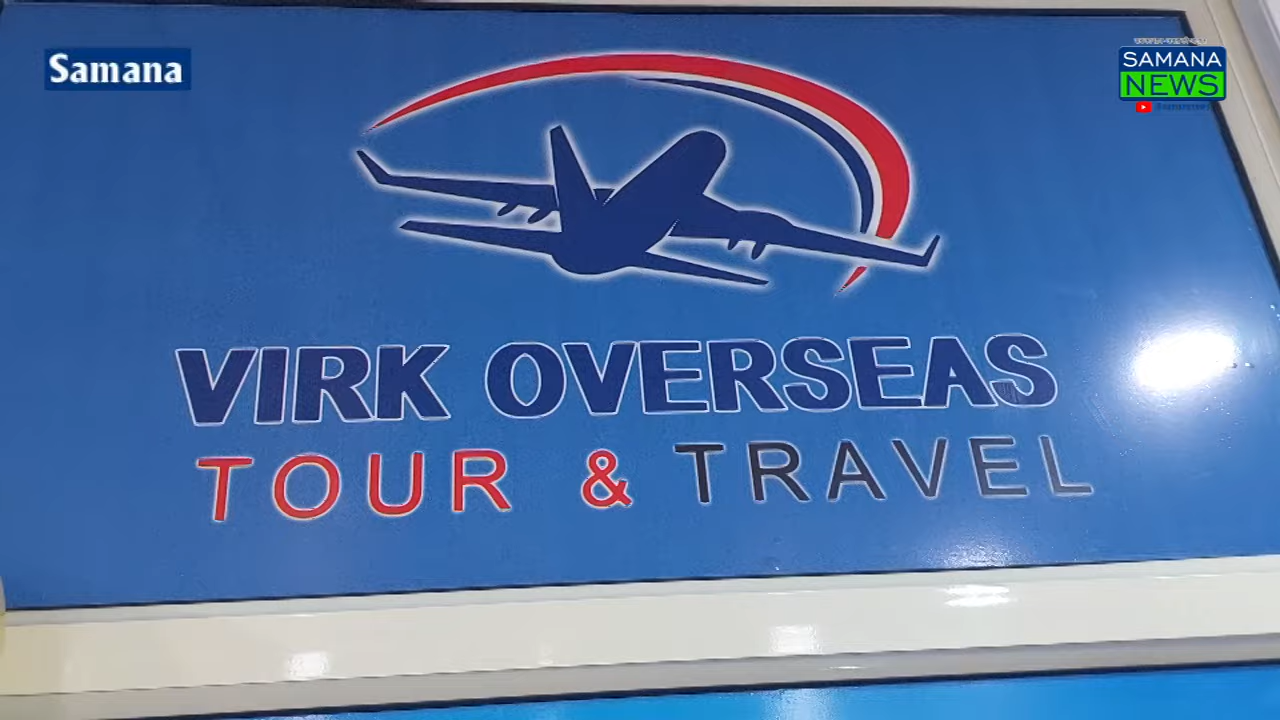 Samana
SAMANA
NEWS
VIRK OVERSEAS
TOUR & TRAVEL